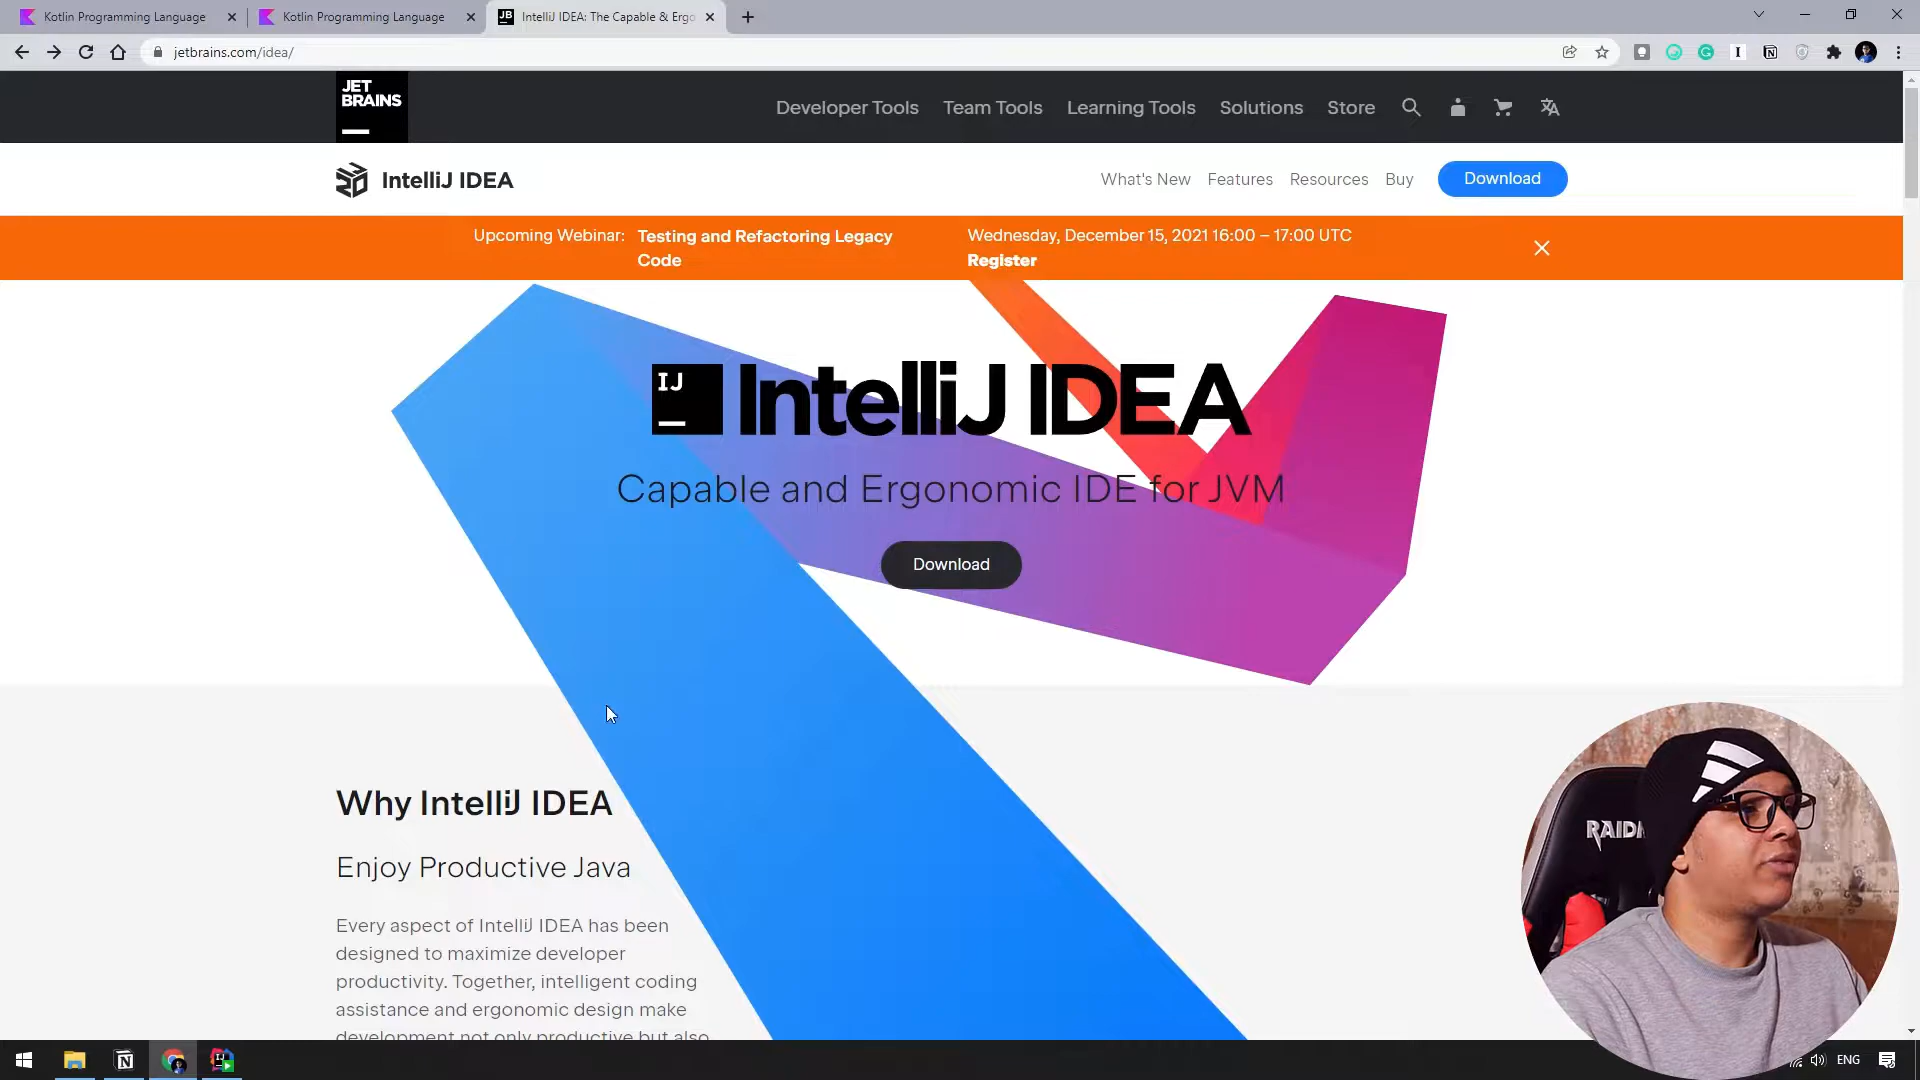 Kotlin Programming Language
Kotlin Programming Language
JB
IntelliJ IDEA: The Capable & Ergo
jetbrains.com/idea/
JET
BRAINS
Developer Tools
Team Tools
Learning Tools
Solutions
Store
IntelliJ IDEA
What's New
Features
Resources
Buy
Download
Upcoming Webinar:
Testing and Refactoring Legacy
Code
Wednesday, December 15, 2021 16:00 – 17:00 UTC
Register
IJ
IntelliJ IDEA
Capable and Ergonomic IDE for JVM
Download
Why IntelliJ IDEA
Enjoy Productive Java
Every aspect of IntelliJ IDEA has been
designed to maximize developer
productivity. Together, intelligent coding
assistance and ergonomic design make
development not only productive but also
ENG